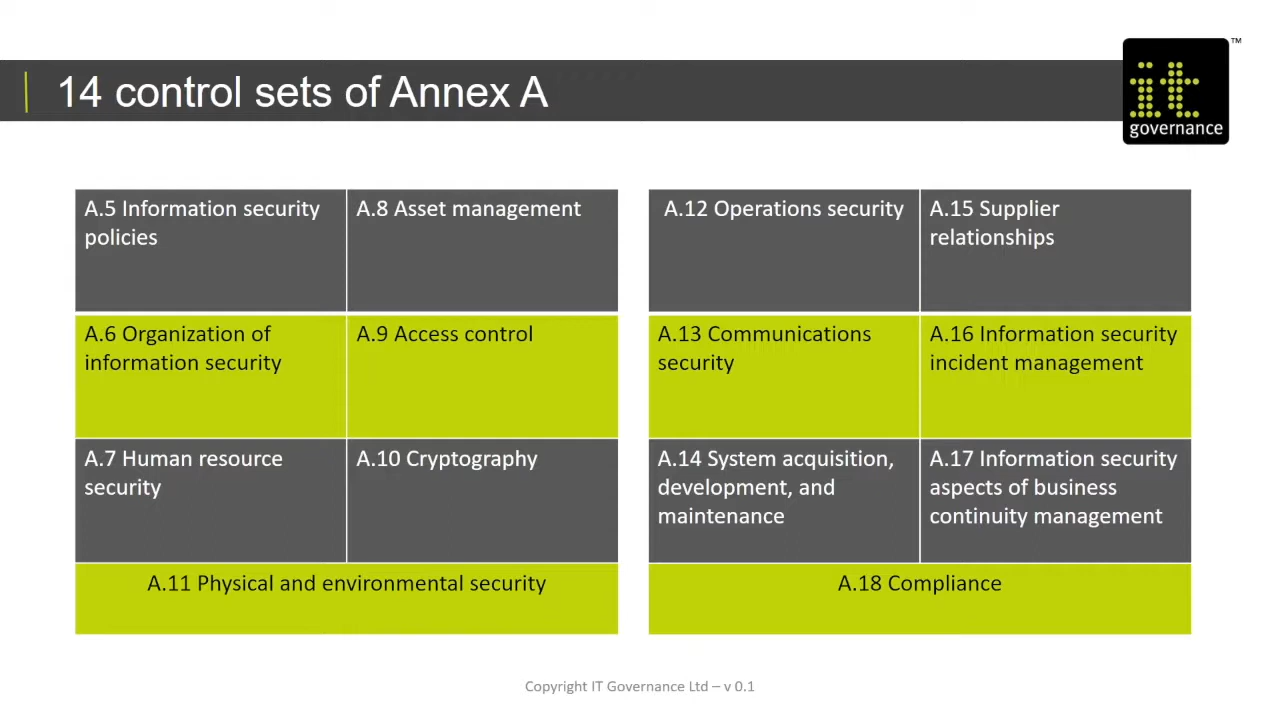 14 control sets of Annex A
it
governance
™
A.5 Information security
policies
A.8 Asset management
A.6 Organization of
information security
A.9 Access control
A.7 Human resource
security
A.10 Cryptography
A.11 Physical and environmental security
A.12 Operations security
A.15 Supplier
relationships
A.13 Communications
security
A.16 Information security
incident management
A.14 System acquisition,
development, and
maintenance
A.17 Information security
aspects of business
continuity management
A.18 Compliance
Copyright IT Governance Ltd – v 0.1